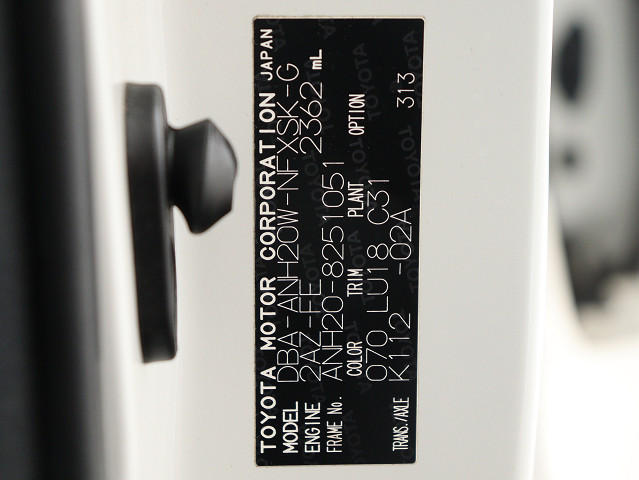 TOYOTA MOTOR CORPORATION JAPAN
MODEL DBA-ANH20W-NFXSK-G
ENGINE 2AZ-FE 2362 mL
FRAME No. ANH20-8251051
COLOR TRIM PLANT OPTION
070 LU18 C31
TRANS./AXLE K112 -02A 313